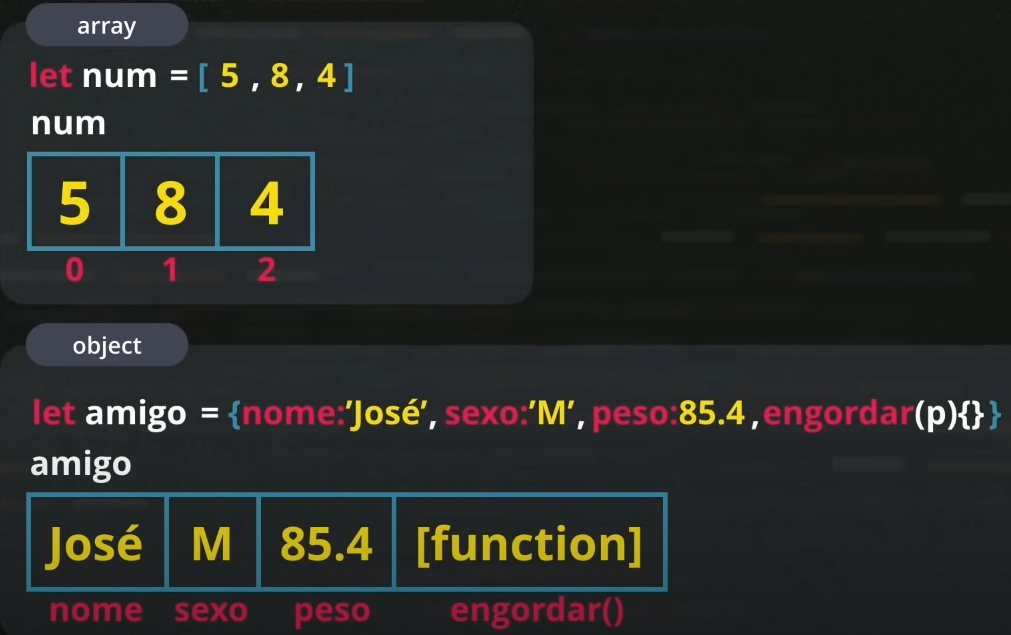 array
let num = [ 5 , 8 , 4 ]
num
5 8 4
0 1 2
object
let amigo = {nome:’José’, sexo:’M’, peso:85.4 ,engordar(p){} }
amigo
José M 85.4 [function]
nome sexo peso engordar()